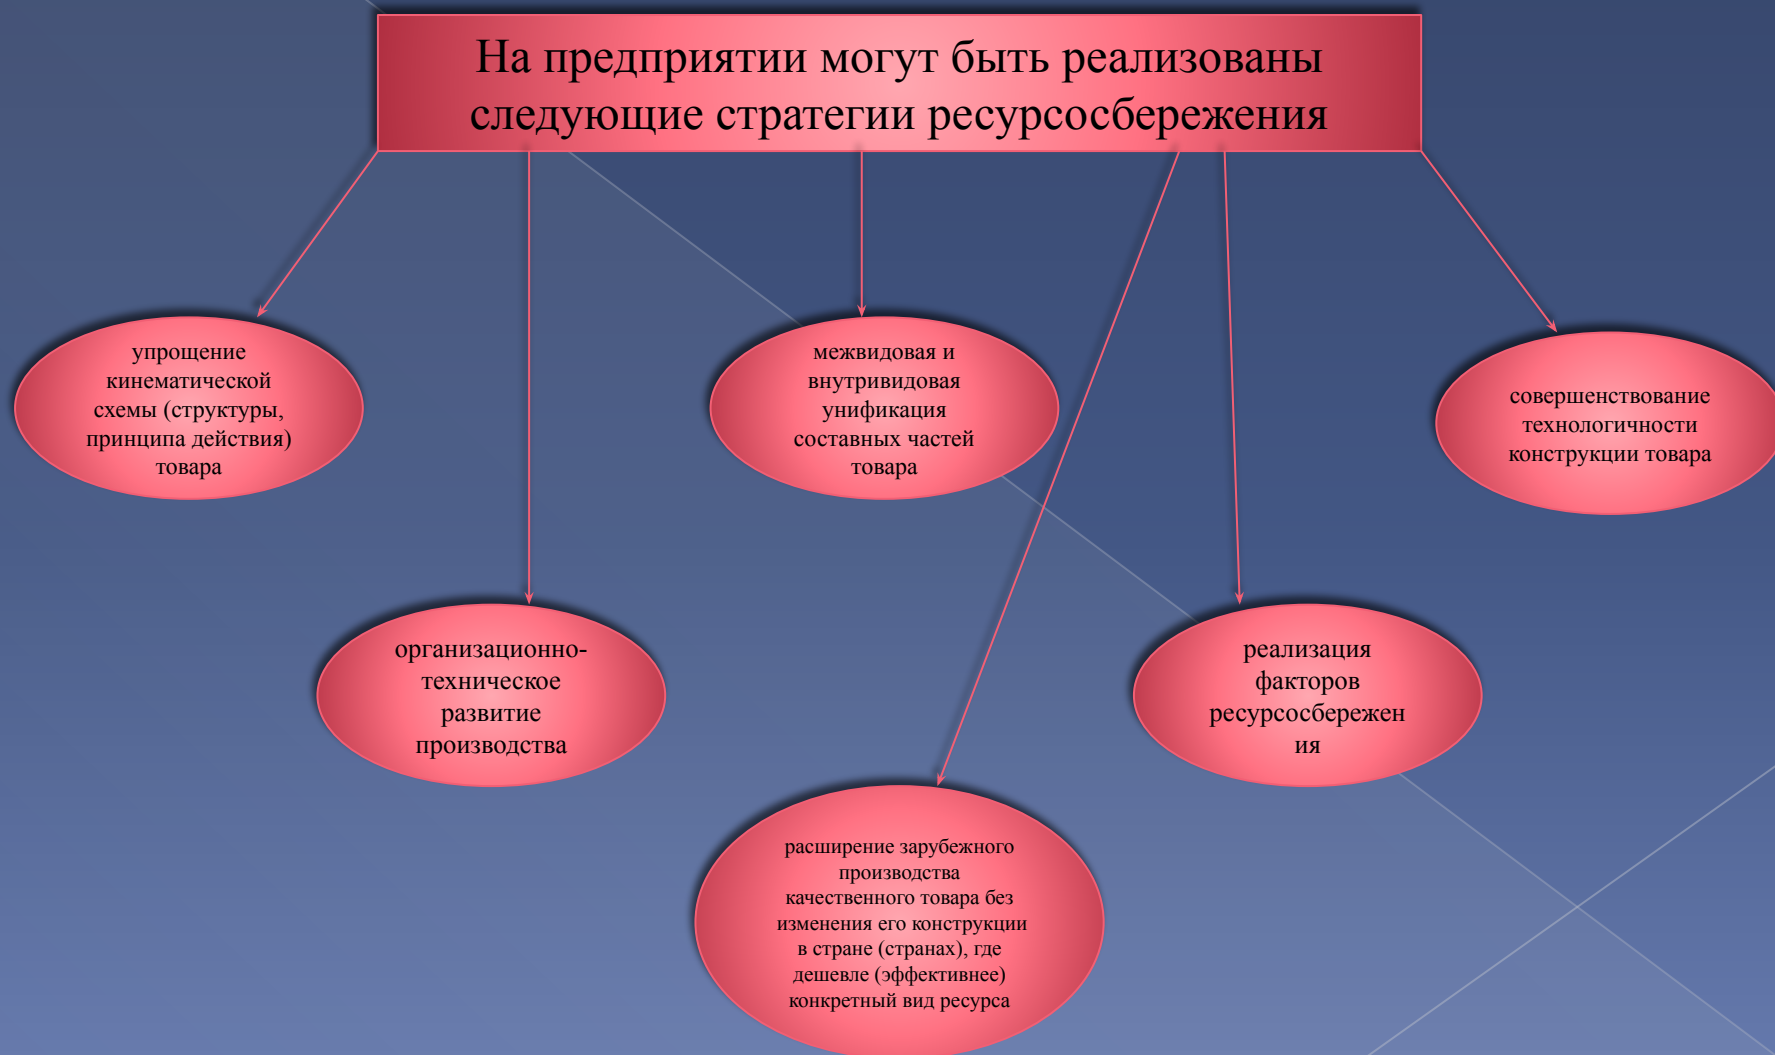 На предприятии могут быть реализованы
следующие стратегии ресурсосбережения
упрощение
кинематической
схемы (структуры,
принципа действия)
товара
межвидовая и
внутривидовая
унификация
составных частей
товара
совершенствование
технологичности
конструкции товара
организационно-
техническое
развитие
производства
реализация
факторов
ресурсосбережен
ия
расширение зарубежного
производства
качественного товара без
изменения его конструкции
в стране (странах), где
дешевле (эффективнее)
конкретный вид ресурса